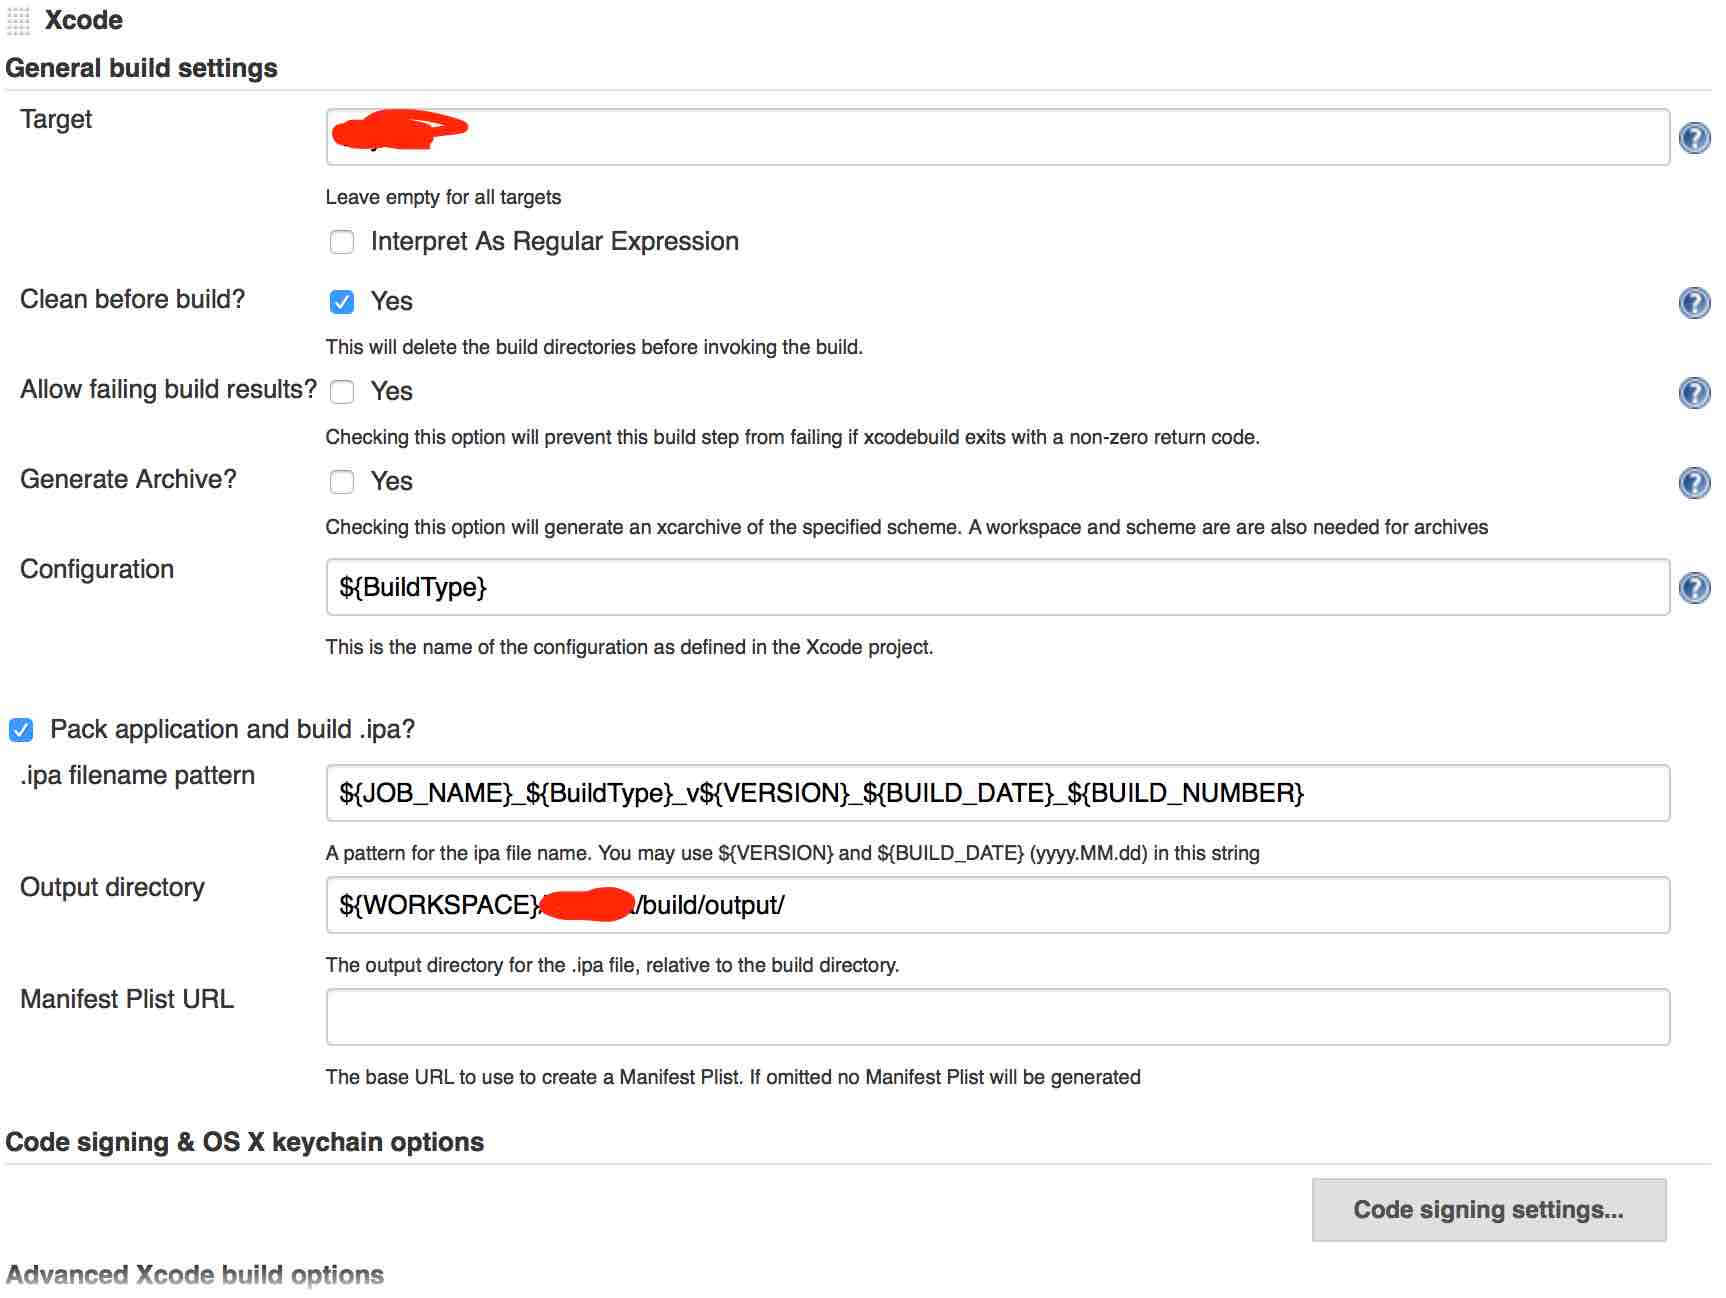 Xcode
General build settings
Target
Leave empty for all targets
Interpret As Regular Expression
Clean before build?
Yes
This will delete the build directories before invoking the build.
Allow failing build results?
Yes
Checking this option will prevent this build step from failing if xcodebuild exits with a non-zero return code.
Generate Archive?
Yes
Checking this option will generate an xcarchive of the specified scheme. A workspace and scheme are are also needed for archives
Configuration
${BuildType}
This is the name of the configuration as defined in the Xcode project.
Pack application and build .ipa?
.ipa filename pattern
${JOB_NAME}_${BuildType}_v${VERSION}_${BUILD_DATE}_${BUILD_NUMBER}
A pattern for the ipa file name. You may use ${VERSION} and ${BUILD_DATE} (yyyy.MM.dd) in this string
Output directory
${WORKSPACE}/ /build/output/
The output directory for the .ipa file, relative to the build directory.
Manifest Plist URL
The base URL to use to create a Manifest Plist. If omitted no Manifest Plist will be generated
Code signing & OS X keychain options
Code signing settings...
Advanced Xcode build options